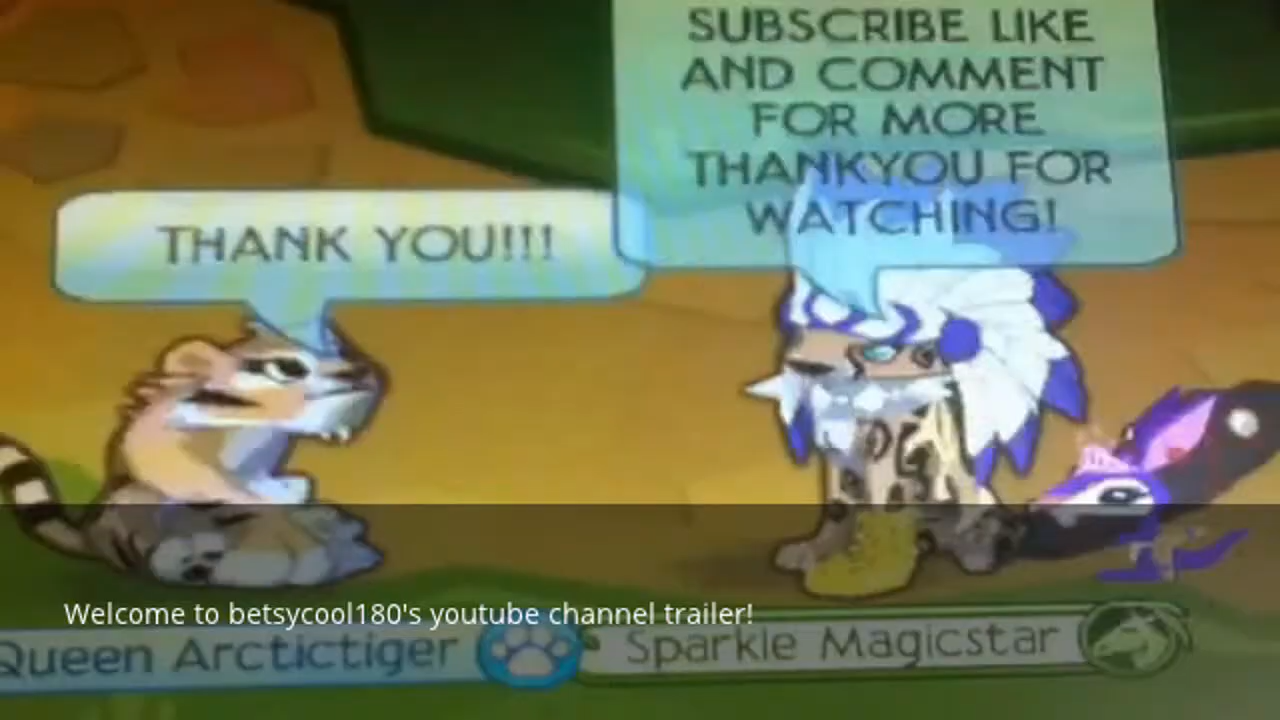 SUBSCRIBE LIKE
AND COMMENT
FOR MORE
THANKYOU FOR
WATCHING!
THANK YOU!!!
Welcome to betsycool180's youtube channel trailer!
Queen Arctictiger
Sparkle Magicstar